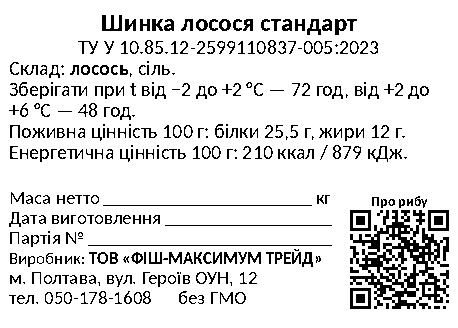 Шинка лосося стандарт
ТУ У 10.85.12-2599110837-005:2023
Склад: лосось, сіль.
Зберігати при t від −2 до +2 °C — 72 год, від +2 до
+6 °C — 48 год.
Поживна цінність 100 г: білки 25,5 г, жири 12 г.
Енергетична цінність 100 г: 210 ккал / 879 кДж.
Маса нетто ________________________ кг
Про рибу
Дата виготовлення ___________________
Партія № ____________________________
Виробник: ТОВ «ФІШ-МАКСИМУМ ТРЕЙД»
м. Полтава, вул. Героїв ОУН, 12
тел. 050-178-1608 без ГМО